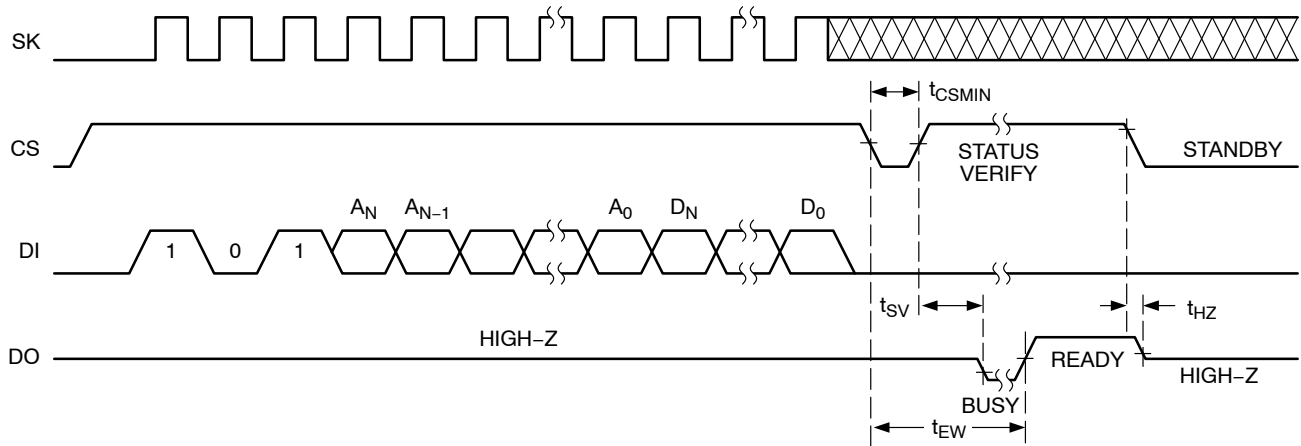 SK
t_CSMIN
CS
STATUS VERIFY
STANDBY
A_N A_N−1 A_0 D_N D_0
DI
1 0 1
t_SV
t_HZ
HIGH−Z
DO
READY
HIGH−Z
BUSY
t_EW